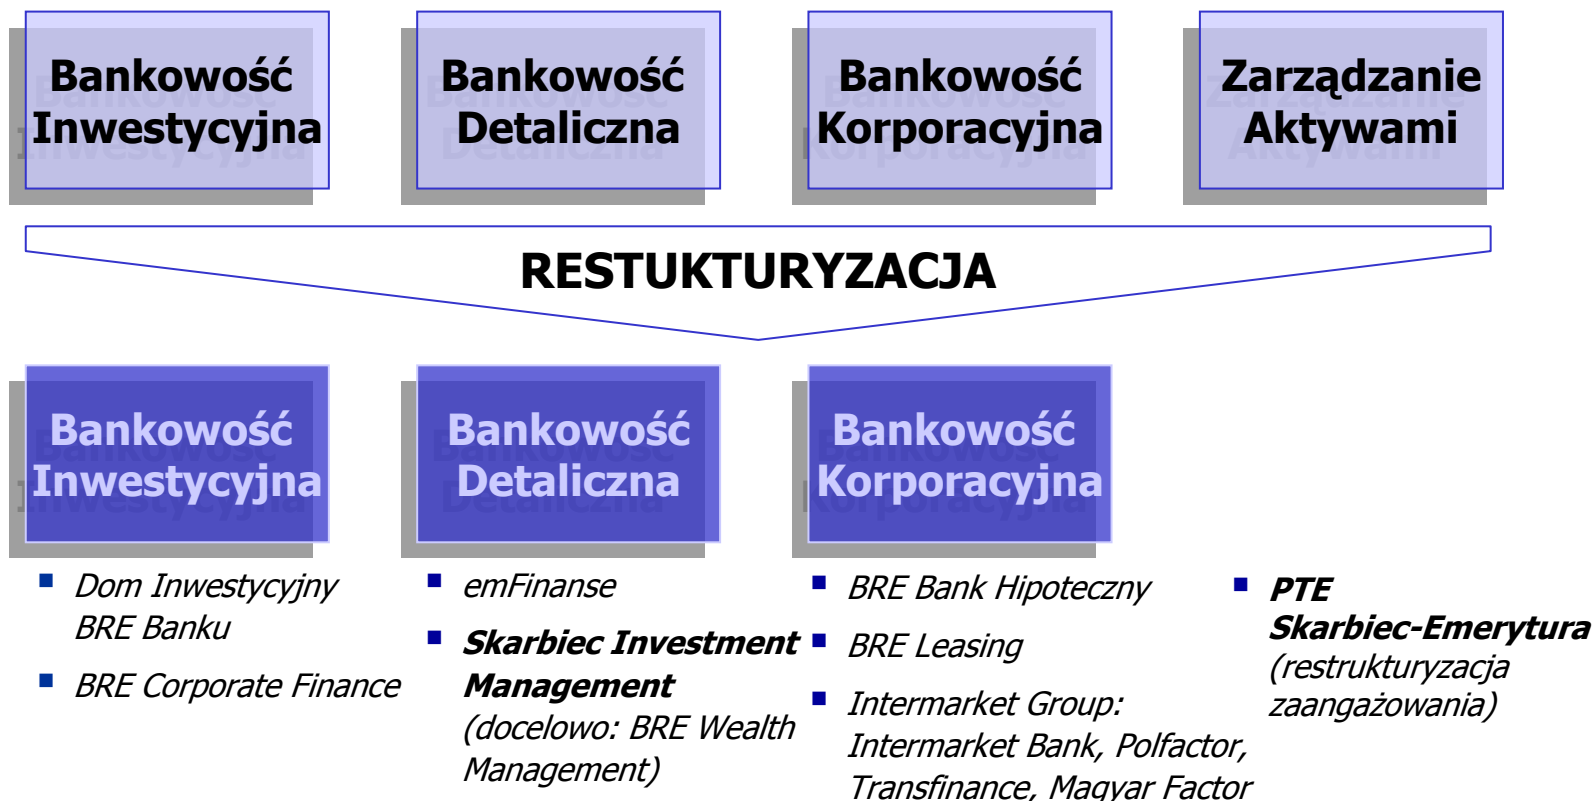 Bankowość
Inwestycyjna
Bankowość
Detaliczna
Bankowość
Korporacyjna
Zarządzanie
Aktywami
RESTUKTURYZACJA
Bankowość
Inwestycyjna
Bankowość
Detaliczna
Bankowość
Korporacyjna
▪ Dom Inwestycyjny
BRE Banku
▪ BRE Corporate Finance
▪ emFinanse
▪ Skarbiec Investment
Management
(docelowo: BRE Wealth
Management)
▪ BRE Bank Hipoteczny
▪ BRE Leasing
▪ Intermarket Group:
Intermarket Bank, Polfactor,
Transfinance, Magyar Factor
▪ PTE
Skarbiec-Emerytura
(restrukturyzacja
zaangażowania)